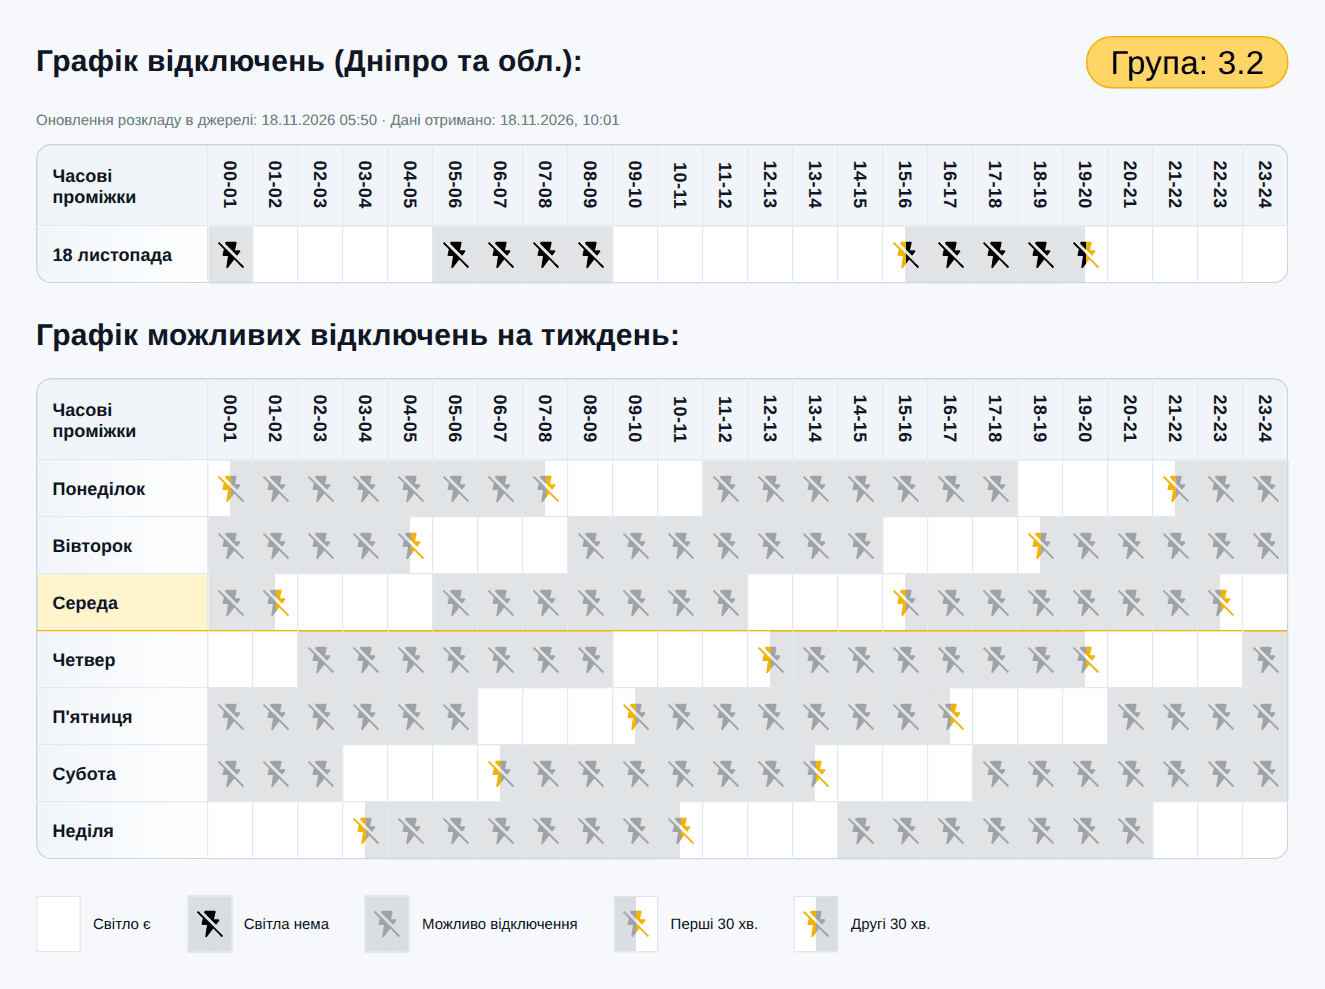 Графік відключень (Дніпро та обл.):
Група: 3.2
Оновлення розкладу в джерелі: 18.11.2026 05:50 · Дані отримано: 18.11.2026, 10:01
Часові
проміжки
00-01 01-02 02-03 03-04 04-05 05-06 06-07 07-08 08-09 09-10 10-11 11-12 12-13 13-14 14-15 15-16 16-17 17-18 18-19 19-20 20-21 21-22 22-23 23-24
18 листопада
Графік можливих відключень на тиждень:
Часові
проміжки
00-01 01-02 02-03 03-04 04-05 05-06 06-07 07-08 08-09 09-10 10-11 11-12 12-13 13-14 14-15 15-16 16-17 17-18 18-19 19-20 20-21 21-22 22-23 23-24
Понеділок
Вівторок
Середа
Четвер
П'ятниця
Субота
Неділя
Світло є Світла нема Можливо відключення Перші 30 хв. Другі 30 хв.